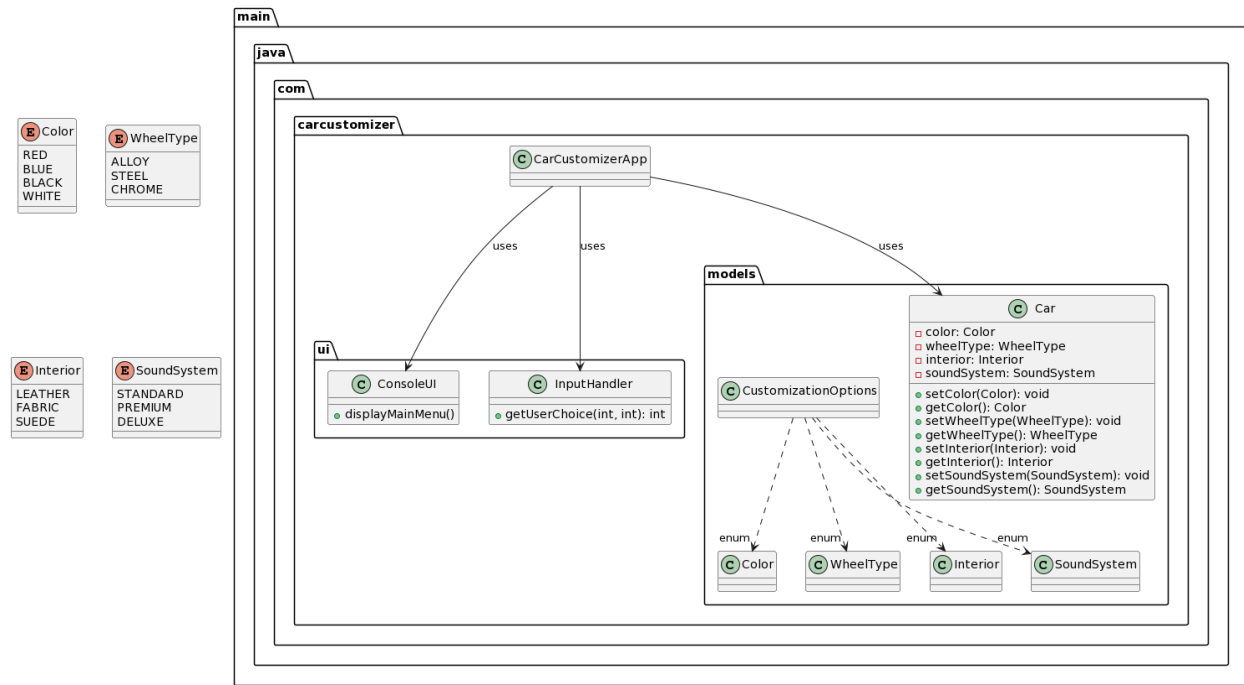 main
java
com
carcustomizer
E Color
RED
BLUE
BLACK
WHITE
E WheelType
ALLOY
STEEL
CHROME
C CarCustomizerApp
uses
uses
uses
models
C Car
color: Color
wheelType: WheelType
interior: Interior
soundSystem: SoundSystem
setColor(Color): void
getColor(): Color
setWheelType(WheelType): void
getWheelType(): WheelType
setInterior(Interior): void
getInterior(): Interior
setSoundSystem(SoundSystem): void
getSoundSystem(): SoundSystem
ui
C ConsoleUI
displayMainMenu()
C InputHandler
getUserChoice(int, int): int
C CustomizationOptions
E Interior
LEATHER
FABRIC
SUEDE
E SoundSystem
STANDARD
PREMIUM
DELUXE
enum
enum
enum
enum
C Color
C WheelType
C Interior
C SoundSystem